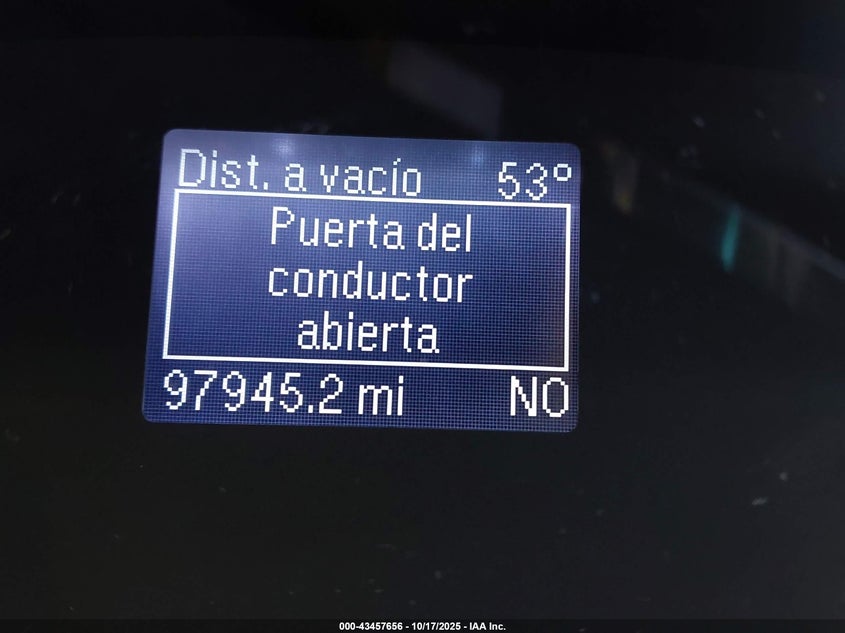 Dist. a vacío 53°
Puerta del
conductor
abierta
97945.2 mi NO
000-43457656 - 10/17/2025 - IAA Inc.